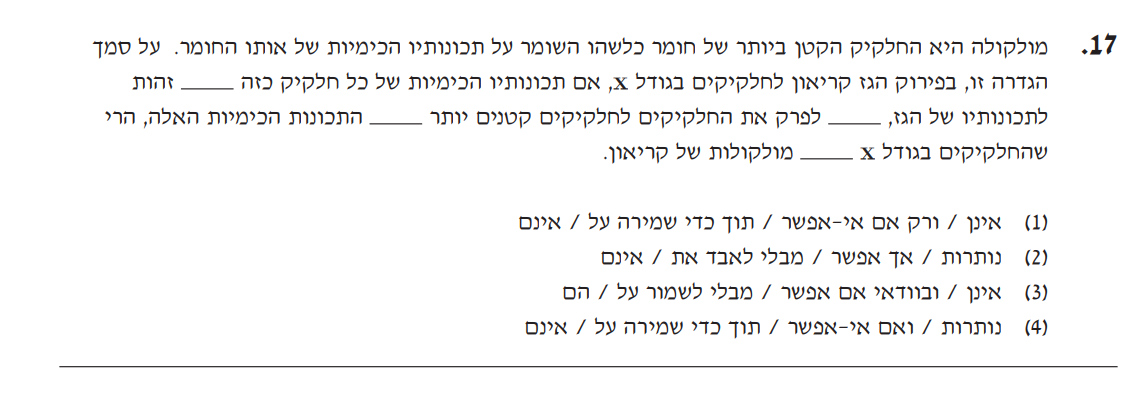 17. מולקולה היא החלקיק הקטן ביותר של חומר כלשהו השומר על תכונותיו הכימיות של אותו החומר. על סמך
הגדרה זו, בפירוק הגז קריאון לחלקיקים בגודל X, אם תכונותיו הכימיות של כל חלקיק כזה _____ זהות
לתכונותיו של הגז, _____ לפרק את החלקיקים לחלקיקים קטנים יותר _____ התכונות הכימיות האלה, הרי
שהחלקיקים בגודל X _____ מולקולות של קריאון.
(1) אינן / ורק אם אי-אפשר / תוך כדי שמירה על / אינם
(2) נותרות / אך אפשר / מבלי לאבד את / אינם
(3) אינן / ובוודאי אם אפשר / מבלי לשמור על / הם
(4) נותרות / ואם אי-אפשר / תוך כדי שמירה על / אינם